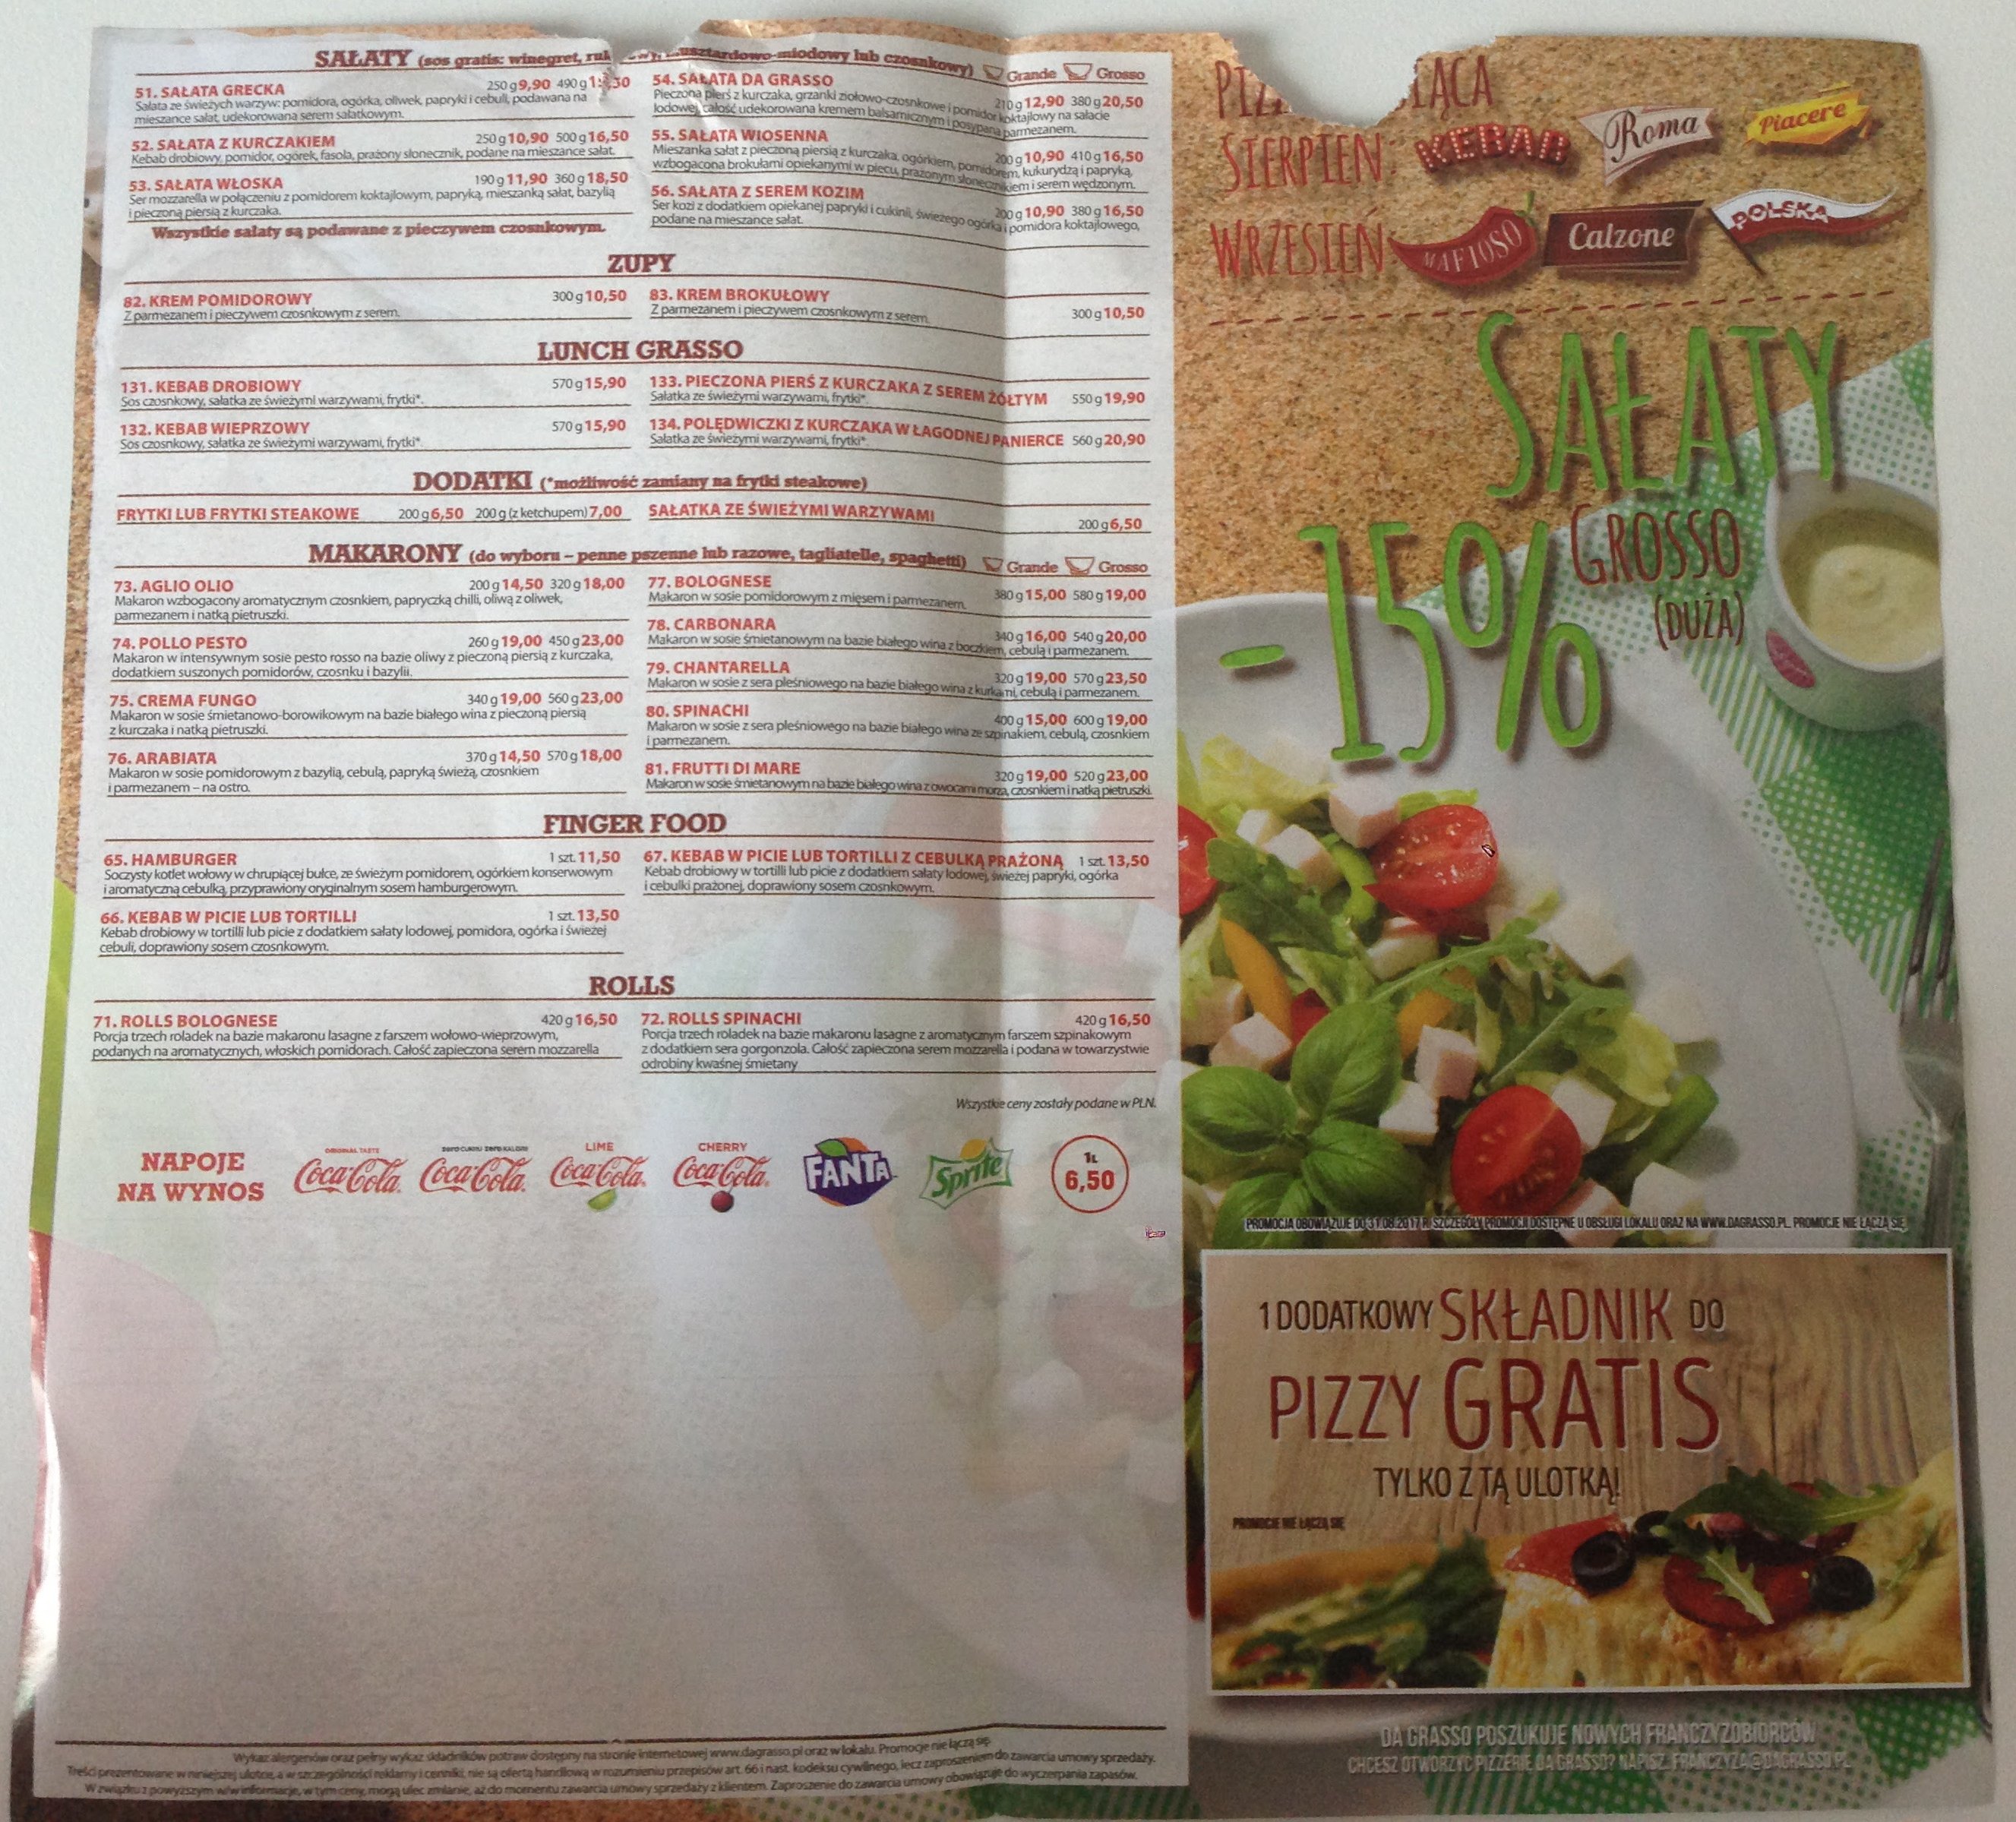 SAŁATY (sos gratis: winegret, musztardowo-miodowy lub czosnkowy) Grande Grosso
51. SAŁATA GRECKA 250 g 9,90 490 g
Sałata ze świeżych warzyw: pomidora, ogórka, oliwek, papryki i cebuli, podawana na
mieszance sałat, udekorowana serem sałatkowym.
52. SAŁATA Z KURCZAKIEM 250 g 10,90 500 g 16,50
Kebab drobiowy, pomidor, ogórek, fasola, prażony słonecznik, podane na mieszance sałat.
53. SAŁATA WŁOSKA 190 g 11,90 360 g 18,50
Ser mozzarella w połączeniu z pomidorem koktajlowym, papryką, mieszanką sałat, bazylią
i pieczoną piersią z kurczaka.
Wszystkie sałaty są podawane z pieczywem czosnkowym.
54. SAŁATA DA GRASSO 210 g 12,90 380 g 20,50
Pieczona pierś z kurczaka, grzanki ziołowo-czosnkowe i pomidor koktajlowy na sałacie
lodowej, całość udekorowana kremem balsamicznym i posypana parmezanem.
55. SAŁATA WIOSENNA 200 g 10,90 410 g 16,50
Mieszanka sałat z pieczoną piersią z kurczaka, ogórkiem, pomidorem, kukurydzą i papryką,
wzbogacona brokułami opiekanymi w piecu, prażonym słonecznikiem i serem wędzonym.
56. SAŁATA Z SEREM KOZIM 200 g 10,90 380 g 16,50
Ser kozi z dodatkiem opiekanej papryki i cukinii, świeżego ogórka i pomidora koktajlowego,
podane na mieszance sałat.
ZUPY
82. KREM POMIDOROWY 300 g 10,50
Z parmezanem i pieczywem czosnkowym z serem.
83. KREM BROKUŁOWY 300 g 10,50
Z parmezanem i pieczywem czosnkowym z serem.
LUNCH GRASSO
131. KEBAB DROBIOWY 570 g 15,90
Sos czosnkowy, sałatka ze świeżymi warzywami, frytki*.
132. KEBAB WIEPRZOWY 570 g 15,90
Sos czosnkowy, sałatka ze świeżymi warzywami, frytki*.
133. PIECZONA PIERŚ Z KURCZAKA Z SEREM ŻÓŁTYM 550 g 19,90
Sałatka ze świeżymi warzywami, frytki*.
134. POLĘDWICZKI Z KURCZAKA W ŁAGODNEJ PANIERCE 560 g 20,90
Sałatka ze świeżymi warzywami, frytki*.
DODATKI (*możliwość zamiany na frytki steakowe)
FRYTKI LUB FRYTKI STEAKOWE 200 g 6,50 200 g (z ketchupem) 7,00
SAŁATKA ZE ŚWIEŻYMI WARZYWAMI 200 g 6,50
MAKARONY (do wyboru – penne pszenne lub razowe, tagliatelle, spaghetti) Grande Grosso
73. AGLIO OLIO 200 g 14,50 320 g 18,00
Makaron wzbogacony aromatycznym czosnkiem, papryczką chilli, oliwą z oliwek,
parmezanem i natką pietruszki.
74. POLLO PESTO 260 g 19,00 450 g 23,00
Makaron w intensywnym sosie pesto rosso na bazie oliwy z pieczoną piersią z kurczaka,
dodatkiem suszonych pomidorów, czosnku i bazylii.
75. CREMA FUNGO 340 g 19,00 560 g 23,00
Makaron w sosie śmietanowo-borowikowym na bazie białego wina z pieczoną piersią
z kurczaka i natką pietruszki.
76. ARABIATA 370 g 14,50 570 g 18,00
Makaron w sosie pomidorowym z bazylią, cebulą, papryką świeżą, czosnkiem
i parmezanem – na ostro.
77. BOLOGNESE 380 g 15,00 580 g 19,00
Makaron w sosie pomidorowym z mięsem i parmezanem.
78. CARBONARA 340 g 16,00 540 g 20,00
Makaron w sosie śmietanowym na bazie białego wina z boczkiem, cebulą i parmezanem.
79. CHANTARELLA 320 g 19,00 570 g 23,50
Makaron w sosie z sera pleśniowego na bazie białego wina z kurkami, cebulą i parmezanem.
80. SPINACHI 400 g 15,00 600 g 19,00
Makaron w sosie z sera pleśniowego na bazie białego wina ze szpinakiem, cebulą, czosnkiem
i parmezanem.
81. FRUTTI DI MARE 320 g 19,00 520 g 23,00
Makaron w sosie śmietanowym na bazie białego wina z owocami morza, czosnkiem i natką pietruszki.
FINGER FOOD
65. HAMBURGER 1 szt. 11,50
Soczysty kotlet wołowy w chrupiącej bułce, ze świeżym pomidorem, ogórkiem konserwowym
i aromatyczną cebulką, przyprawiony oryginalnym sosem hamburgerowym.
66. KEBAB W PICIE LUB TORTILLI 1 szt. 13,50
Kebab drobiowy w tortilli lub picie z dodatkiem sałaty lodowej, pomidora, ogórka i świeżej
cebuli, doprawiony sosem czosnkowym.
67. KEBAB W PICIE LUB TORTILLI Z CEBULKĄ PRAŻONĄ 1 szt. 13,50
Kebab drobiowy w tortilli lub picie z dodatkiem sałaty lodowej, świeżej papryki, ogórka
i cebulki prażonej, doprawiony sosem czosnkowym.
ROLLS
71. ROLLS BOLOGNESE 420 g 16,50
Porcja trzech roladek na bazie makaronu lasagne z farszem wołowo-wieprzowym,
podanych na aromatycznych, włoskich pomidorach. Całość zapieczona serem mozzarella
72. ROLLS SPINACHI 420 g 16,50
Porcja trzech roladek na bazie makaronu lasagne z aromatycznym farszem szpinakowym
z dodatkiem sera gorgonzola. Całość zapieczona serem mozzarella i podana w towarzystwie
odrobiny kwaśnej śmietany
Wszystkie ceny zostały podane w PLN.
NAPOJE
NA WYNOS
ORIGINAL TASTE
Coca-Cola
ZERO CUKRU ZERO KALORII
Coca-Cola
LIME
Coca-Cola
CHERRY
Coca-Cola
FANTA
Sprite
1L
6,50
Wykaz alergenów oraz pełny wykaz składników potraw dostępny na stronie internetowej www.dagrasso.pl oraz w lokalu. Promocje nie łączą się.
Treści prezentowane w niniejszej ulotce, a w szczególności reklamy i cenniki, nie są ofertą handlową w rozumieniu przepisów art. 66 i nast. kodeksu cywilnego, lecz zaproszeniem do zawarcia umowy sprzedaży.
W związku z powyższym w/w informacje, w tym ceny, mogą ulec zmianie, aż do momentu zawarcia umowy sprzedaży z klientem. Zaproszenie do zawarcia umowy obowiązuje do wyczerpania zapasów.
SIERPIEŃ: KEBAB Roma Piacere
WRZESIEŃ MAFIOSO Calzone POLSKA
SAŁATY
-15% GROSSO
(DUŻA)
PROMOCJA OBOWIĄZUJE DO 31.08.2017 R. SZCZEGÓŁY PROMOCJI DOSTĘPNE U OBSŁUGI LOKALU ORAZ NA WWW.DAGRASSO.PL. PROMOCJE NIE ŁĄCZĄ SIĘ.
1 DODATKOWY SKŁADNIK DO
PIZZY GRATIS
TYLKO Z TĄ ULOTKĄ!
PROMOCJE NIE ŁĄCZĄ SIĘ
DA GRASSO POSZUKUJE NOWYCH FRANCZYZOBIORCÓW
CHCESZ OTWORZYĆ PIZZERIĘ DA GRASSO? NAPISZ: FRANCZYZA@DAGRASSO.PL